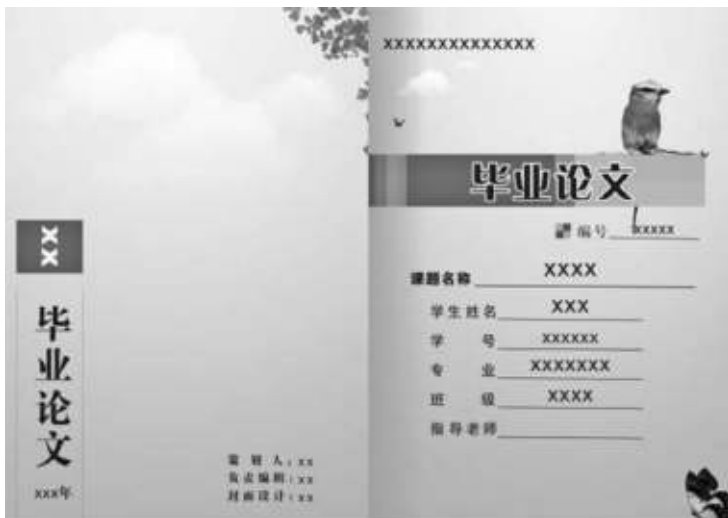 XX
毕业论文
xxx年
策划人：xx
负责编辑：xx
封面设计：xx
XXXXXXXXXXXXXX
毕业论文
编号 XXXXX
课题名称 XXXX
学生姓名 XXX
学 号 XXXXXX
专 业 XXXXXXX
班 级 XXXX
指导老师